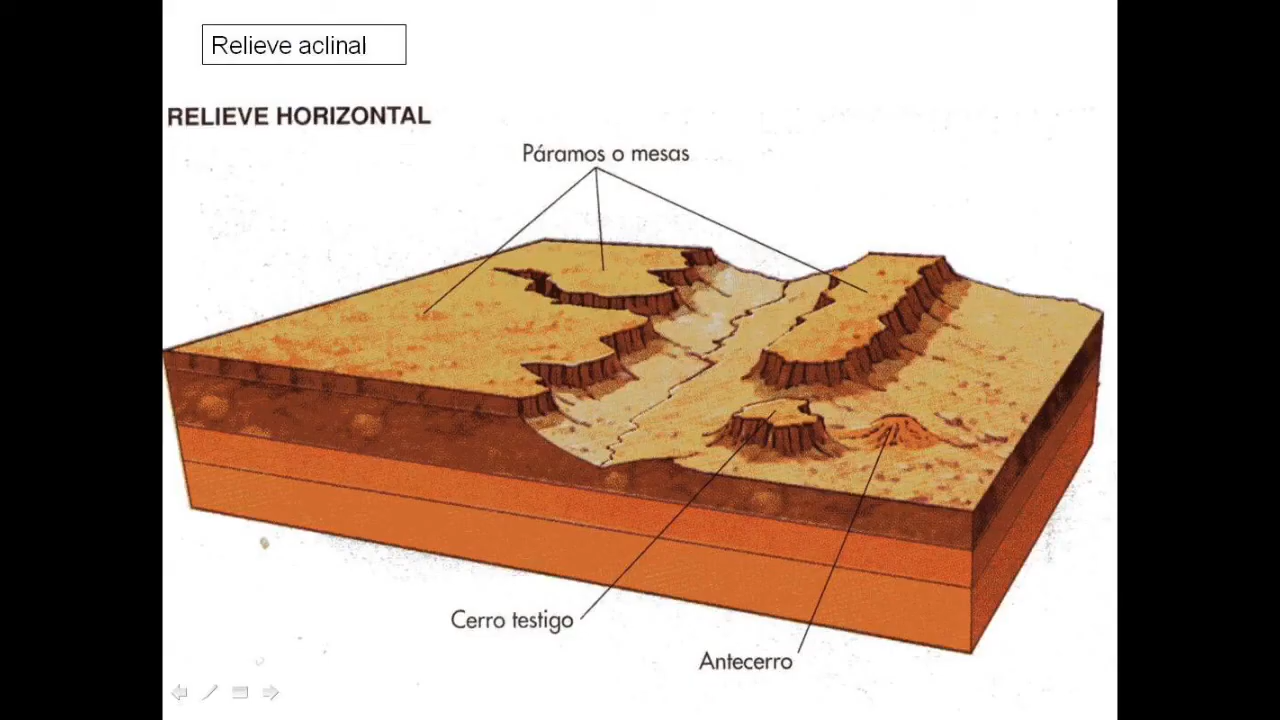 Relieve aclinal
RELIEVE HORIZONTAL
Páramos o mesas
Cerro testigo
Antecerro